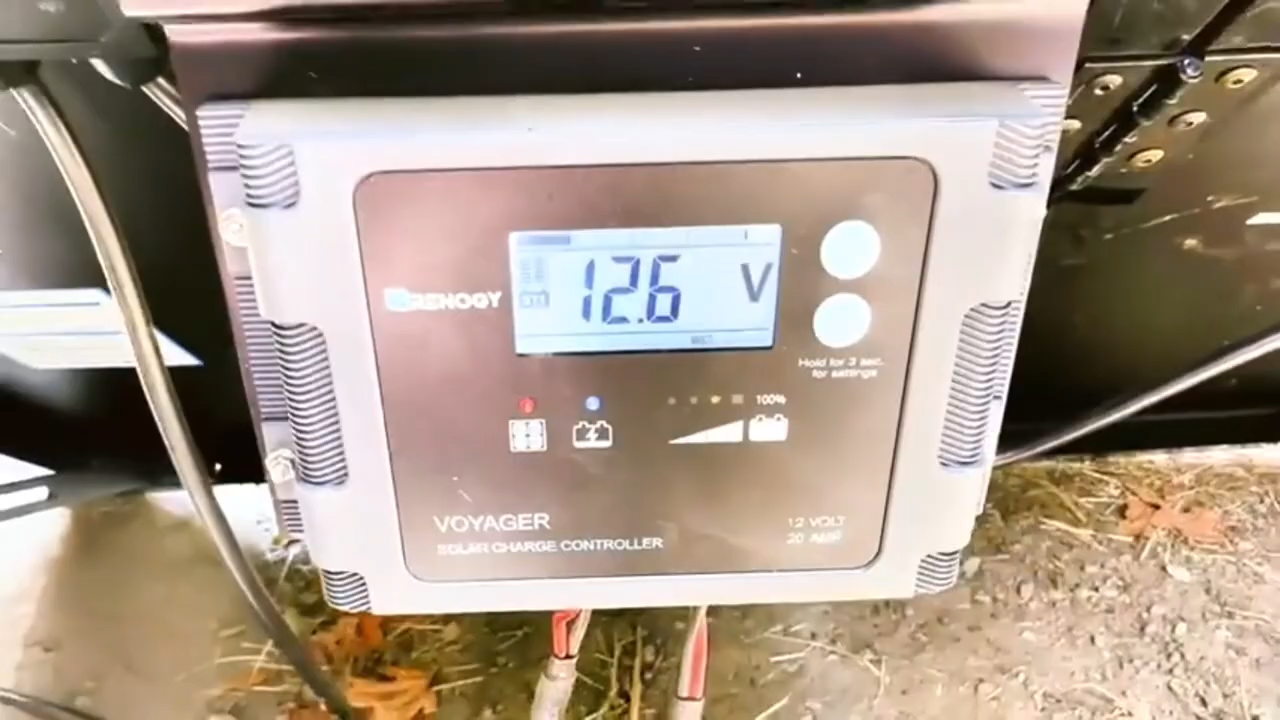 RENOGY
12.6 V
Hold for 3 sec.
for settings
100%
VOYAGER
SOLAR CHARGE CONTROLLER
12 VOLT
20 AMP